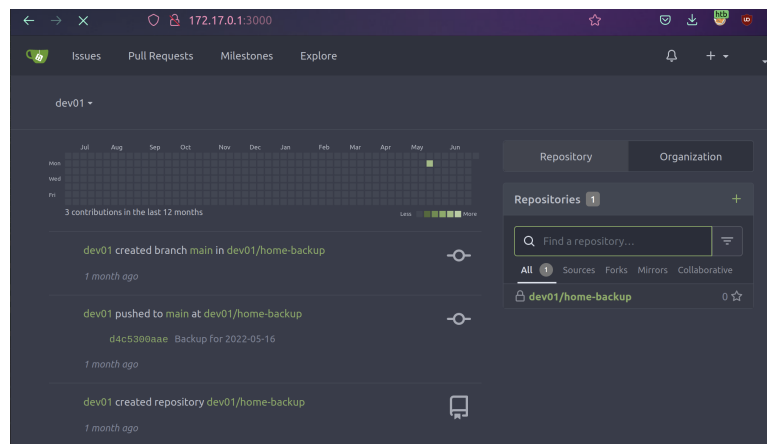 172.17.0.1:3000
htb
Issues Pull Requests Milestones Explore
dev01
Jul Aug Sep Oct Nov Dec Jan Feb Mar Apr May Jun
Mon
Wed
Fri
3 contributions in the last 12 months
Less More
dev01 created branch main in dev01/home-backup
1 month ago
dev01 pushed to main at dev01/home-backup
d4c5300aae Backup for 2022-05-16
1 month ago
dev01 created repository dev01/home-backup
1 month ago
Repository Organization
Repositories 1
Find a repository...
All 1 Sources Forks Mirrors Collaborative
dev01/home-backup 0